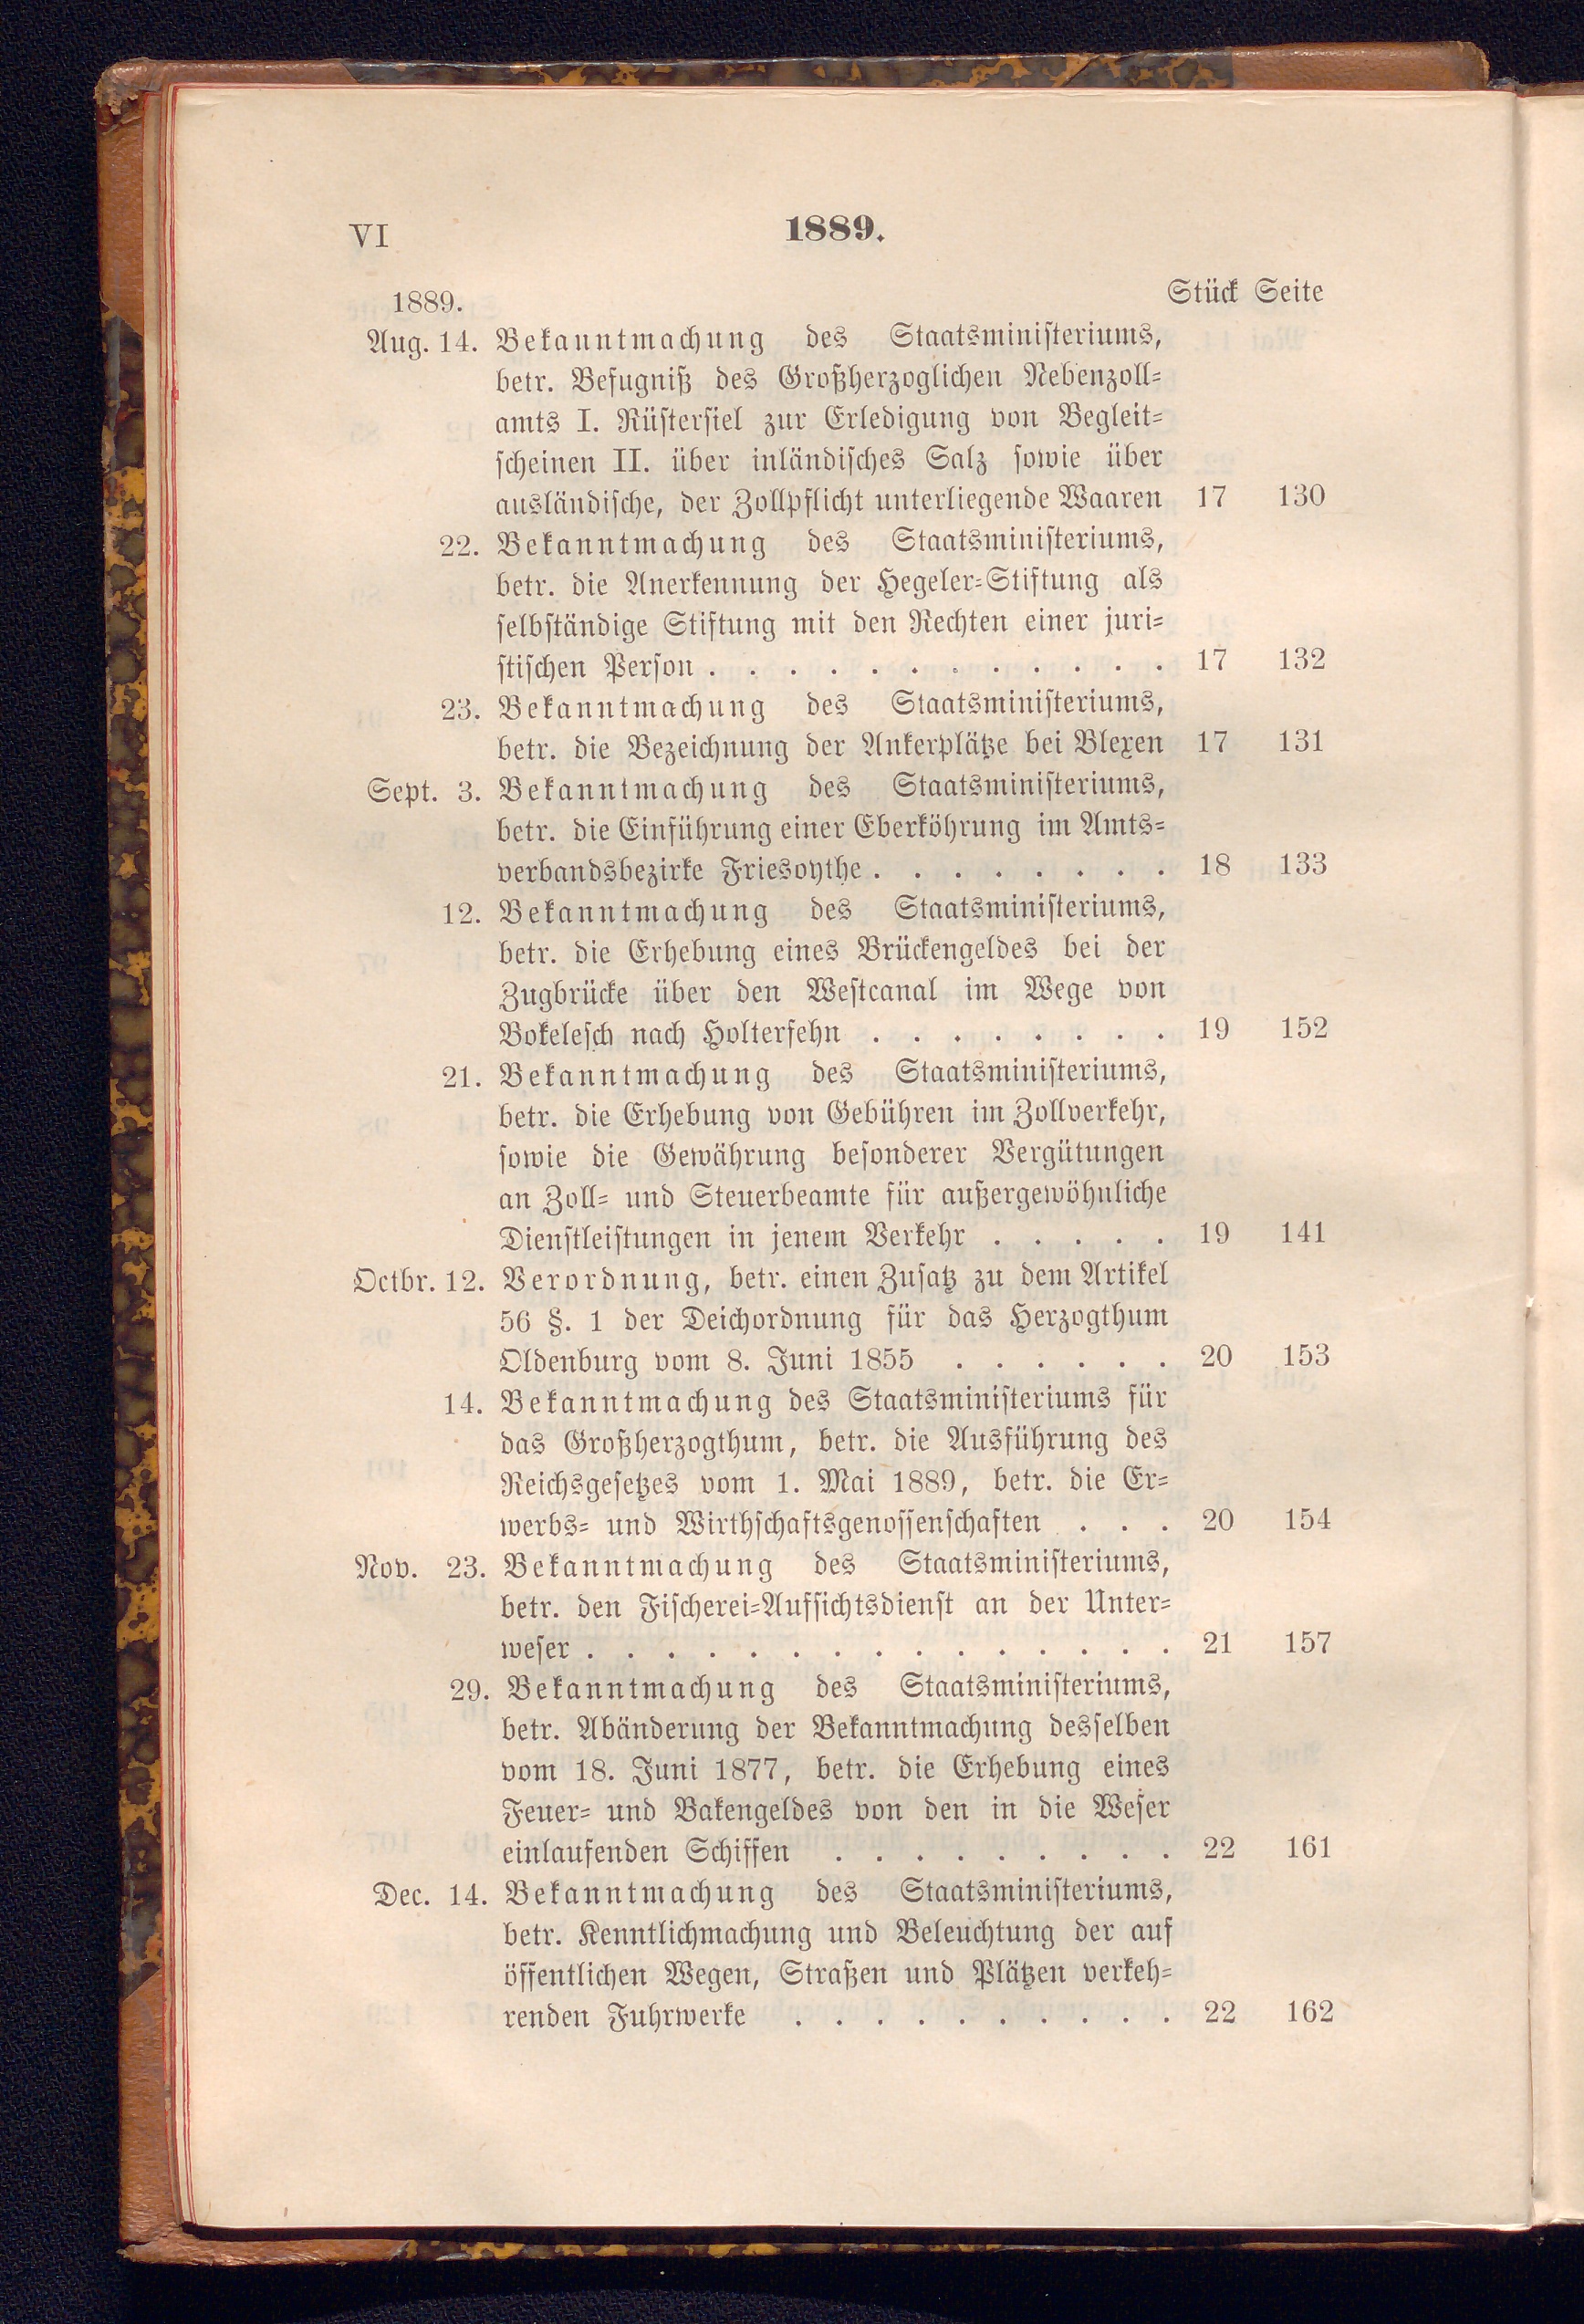 VI
1889.
1889. Stück Seite
Aug. 14. Bekanntmachung des Staatsministeriums,
betr. Befugniß des Großherzoglichen Nebenzoll=
amts I. Rüstersiel zur Erledigung von Begleit=
scheinen II. über inländisches Salz sowie über
ausländische, der Zollpflicht unterliegende Waaren 17 130
22. Bekanntmachung des Staatsministeriums,
betr. die Anerkennung der Hegeler=Stiftung als
selbständige Stiftung mit den Rechten einer juri=
stischen Person . . . . . . . . . . . . 17 132
23. Bekanntmachung des Staatsministeriums,
betr. die Bezeichnung der Ankerplätze bei Blexen 17 131
Sept. 3. Bekanntmachung des Staatsministeriums,
betr. die Einführung einer Eberköhrung im Amts=
verbandsbezirke Friesoythe . . . . . . . . 18 133
12. Bekanntmachung des Staatsministeriums,
betr. die Erhebung eines Brückengeldes bei der
Zugbrücke über den Westcanal im Wege von
Bokelesch nach Holterfehn . . . . . . . . 19 152
21. Bekanntmachung des Staatsministeriums,
betr. die Erhebung von Gebühren im Zollverkehr,
sowie die Gewährung besonderer Vergütungen
an Zoll= und Steuerbeamte für außergewöhnliche
Dienstleistungen in jenem Verkehr . . . . . 19 141
Octbr. 12. Verordnung, betr. einen Zusatz zu dem Artikel
56 §. 1 der Deichordnung für das Herzogthum
Oldenburg vom 8. Juni 1855 . . . . . . 20 153
14. Bekanntmachung des Staatsministeriums für
das Großherzogthum, betr. die Ausführung des
Reichsgesetzes vom 1. Mai 1889, betr. die Er=
werbs= und Wirthschaftsgenossenschaften . . . 20 154
Nov. 23. Bekanntmachung des Staatsministeriums,
betr. den Fischerei=Aufsichtsdienst an der Unter=
weser . . . . . . . . . . . . . . . 21 157
29. Bekanntmachung des Staatsministeriums,
betr. Abänderung der Bekanntmachung desselben
vom 18. Juni 1877, betr. die Erhebung eines
Feuer= und Bakengeldes von den in die Weser
einlaufenden Schiffen . . . . . . . . . 22 161
Dec. 14. Bekanntmachung des Staatsministeriums,
betr. Kenntlichmachung und Beleuchtung der auf
öffentlichen Wegen, Straßen und Plätzen verkeh=
renden Fuhrwerke . . . . . . . . . . 22 162